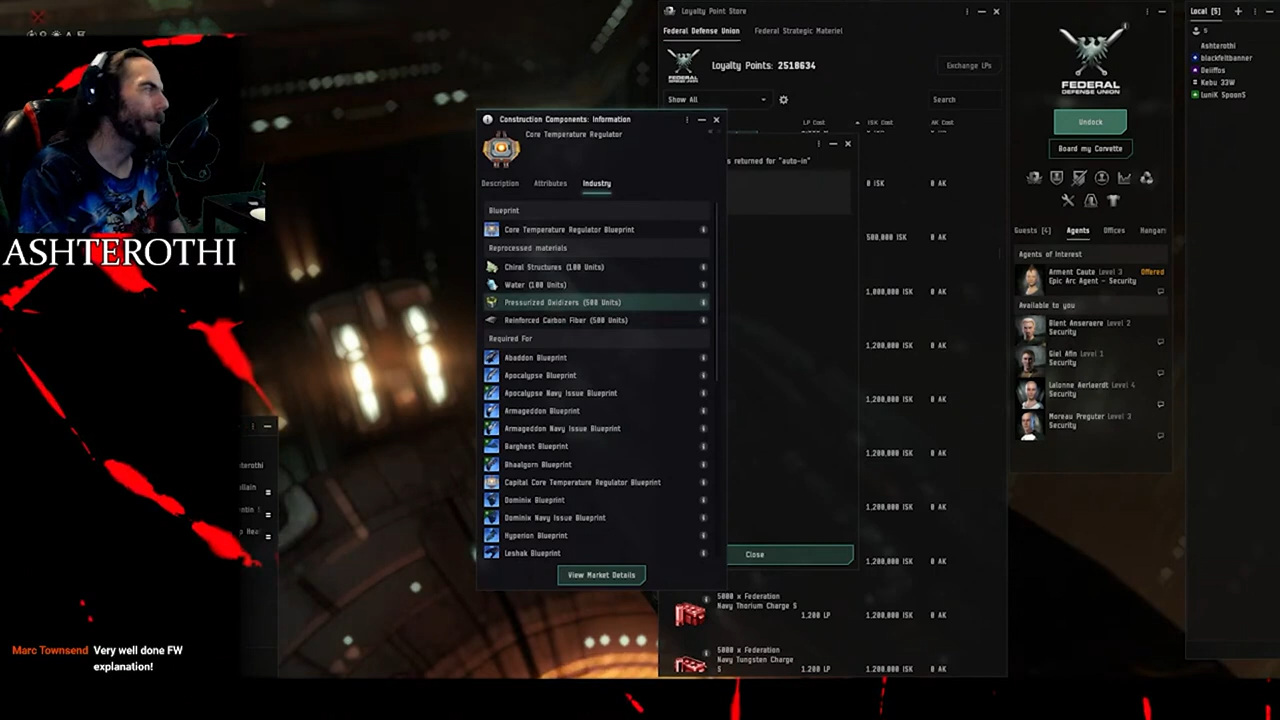 Loyalty Point Store
Federal Defense Union
Federal Strategic Materiel
FEDERAL
Loyalty Points: 2518634
Exchange LPs
Show All
Search
LP Cost
ISK Cost
AK Cost
s returned for "auto-in"
0 ISK
0 AK
500,000 ISK
0 AK
1,000,000 ISK
0 AK
1,200,000 ISK
0 AK
1,200,000 ISK
0 AK
1,200,000 ISK
0 AK
1,200,000 ISK
0 AK
1,200,000 ISK
0 AK
Close
5000 x Federation
Navy Thorium Charge S
1,200 LP
1,200,000 ISK
0 AK
5000 x Federation
Navy Tungsten Charge
S
1,200 LP
1,200,000 ISK
0 AK
Construction Components: Information
Core Temperature Regulator
Description
Attributes
Industry
Blueprint
Core Temperature Regulator Blueprint
Reprocessed materials
Chiral Structures (100 Units)
Water (100 Units)
Pressurized Oxidizers (500 Units)
Reinforced Carbon Fiber (500 Units)
Required For
Abaddon Blueprint
Apocalypse Blueprint
Apocalypse Navy Issue Blueprint
Armageddon Blueprint
Armageddon Navy Issue Blueprint
Barghest Blueprint
Bhaalgorn Blueprint
Capital Core Temperature Regulator Blueprint
Dominix Blueprint
Dominix Navy Issue Blueprint
Hyperion Blueprint
Leshak Blueprint
View Market Details
FEDERAL
DEFENSE UNION
Undock
Board my Corvette
Guests [4]
Agents
Offices
Hangars
Agents of Interest
Arment Caute Level 3
Offered
Epic Arc Agent - Security
Available to you
Blent Anseraere Level 2
Security
Giel Afin Level 1
Security
Lalonne Aerlaerdt Level 4
Security
Moreau Preguter Level 3
Security
Local [5]
5
Ashterothi
blackfeltbanner
Deliffos
Kebu 33W
LuniK SpoonS
ASHTEROTHI
Marc Townsend Very well done FW
explanation!